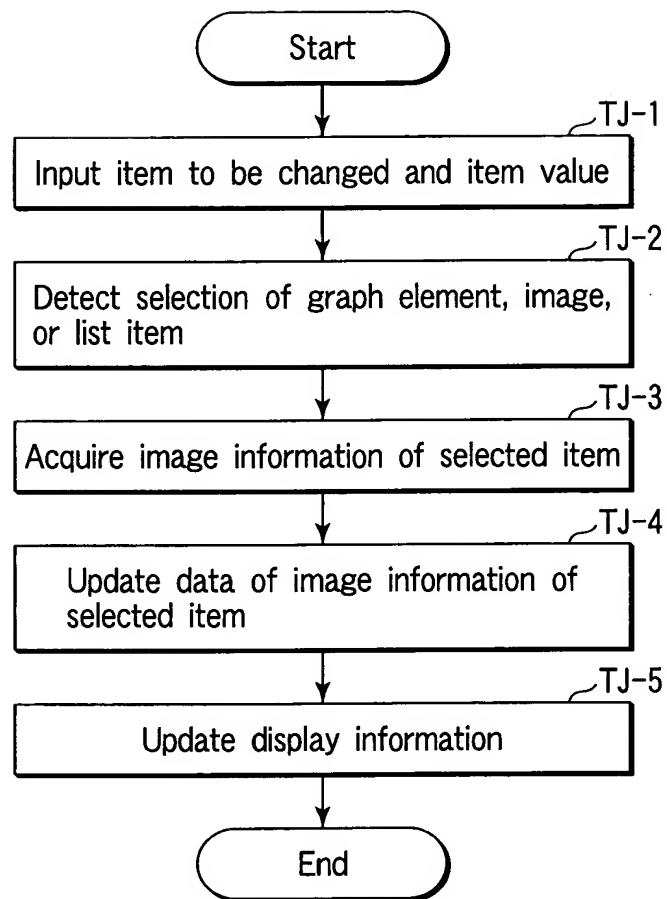 Start
TJ-1
Input item to be changed and item value
TJ-2
Detect selection of graph element, image,
or list item
TJ-3
Acquire image information of selected item
TJ-4
Update data of image information of
selected item
TJ-5
Update display information
End